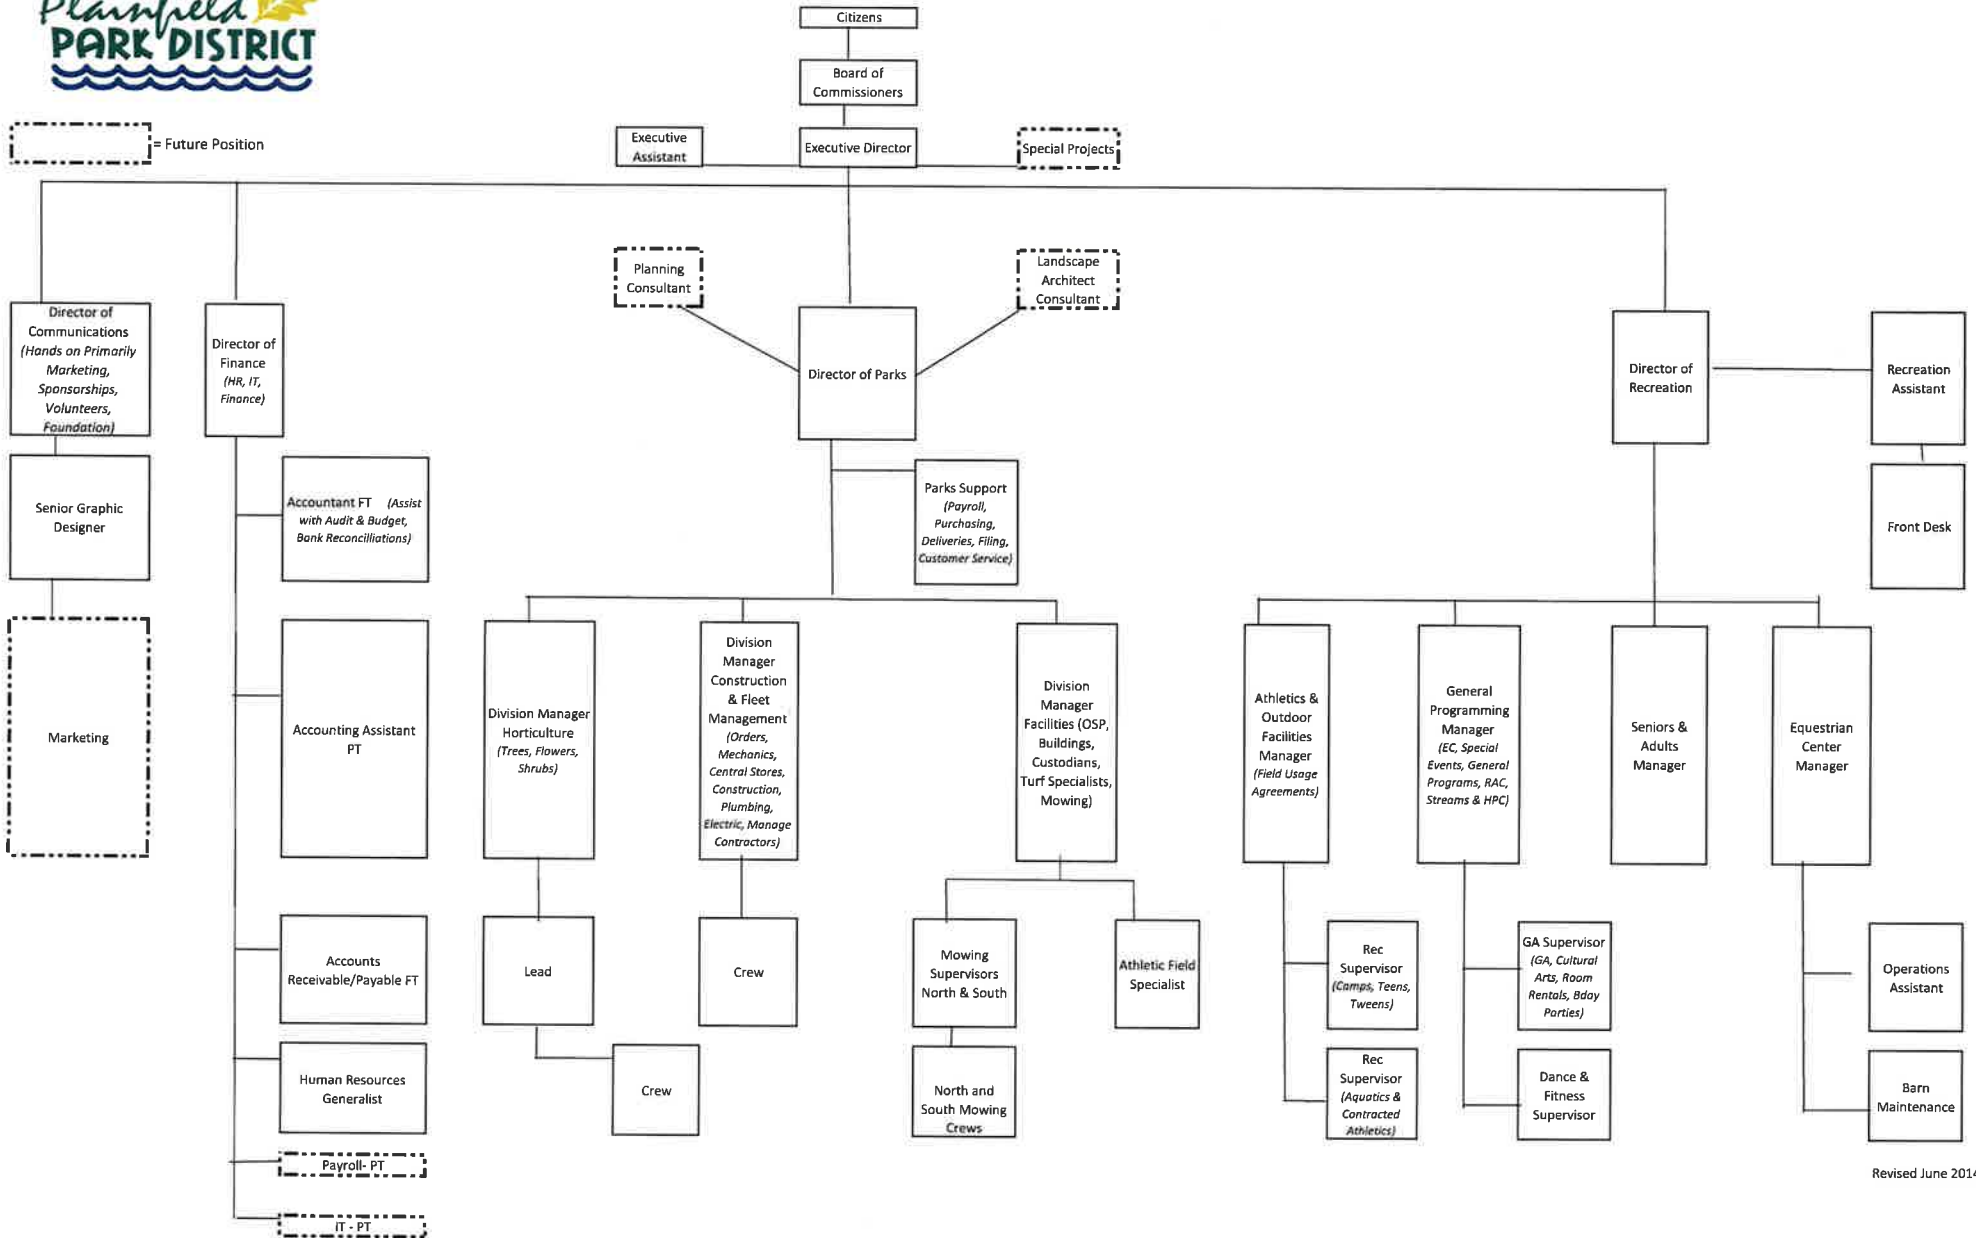 Plainfield
PARK DISTRICT
= Future Position
Citizens
Board of
Commissioners
Executive
Assistant
Executive Director
Special Projects
Planning
Consultant
Landscape
Architect
Consultant
Director of
Communications
(Hands on Primarily
Marketing,
Sponsorships,
Volunteers,
Foundation)
Director of
Finance
(HR, IT,
Finance)
Director of Parks
Director of
Recreation
Recreation
Assistant
Senior Graphic
Designer
Accountant FT (Assist
with Audit & Budget,
Bank Reconcilliations)
Parks Support
(Payroll,
Purchasing,
Deliveries, Filing,
Customer Service)
Front Desk
Marketing
Accounting Assistant
PT
Division Manager
Horticulture
(Trees, Flowers,
Shrubs)
Division
Manager
Construction
& Fleet
Management
(Orders,
Mechanics,
Central Stores,
Construction,
Plumbing,
Electric, Manage
Contractors)
Division
Manager
Facilities (OSP,
Buildings,
Custodians,
Turf Specialists,
Mowing)
Athletics &
Outdoor
Facilities
Manager
(Field Usage
Agreements)
General
Programming
Manager
(EC, Special
Events, General
Programs, RAC,
Streams & HPC)
Seniors &
Adults
Manager
Equestrian
Center
Manager
Accounts
Receivable/Payable FT
Lead
Crew
Mowing
Supervisors
North & South
Athletic Field
Specialist
Rec
Supervisor
(Camps, Teens,
Tweens)
GA Supervisor
(GA, Cultural
Arts, Room
Rentals, Bday
Parties)
Operations
Assistant
Human Resources
Generalist
Crew
North and
South Mowing
Crews
Rec
Supervisor
(Aquatics &
Contracted
Athletics)
Dance &
Fitness
Supervisor
Barn
Maintenance
Payroll- PT
IT - PT
Revised June 2014